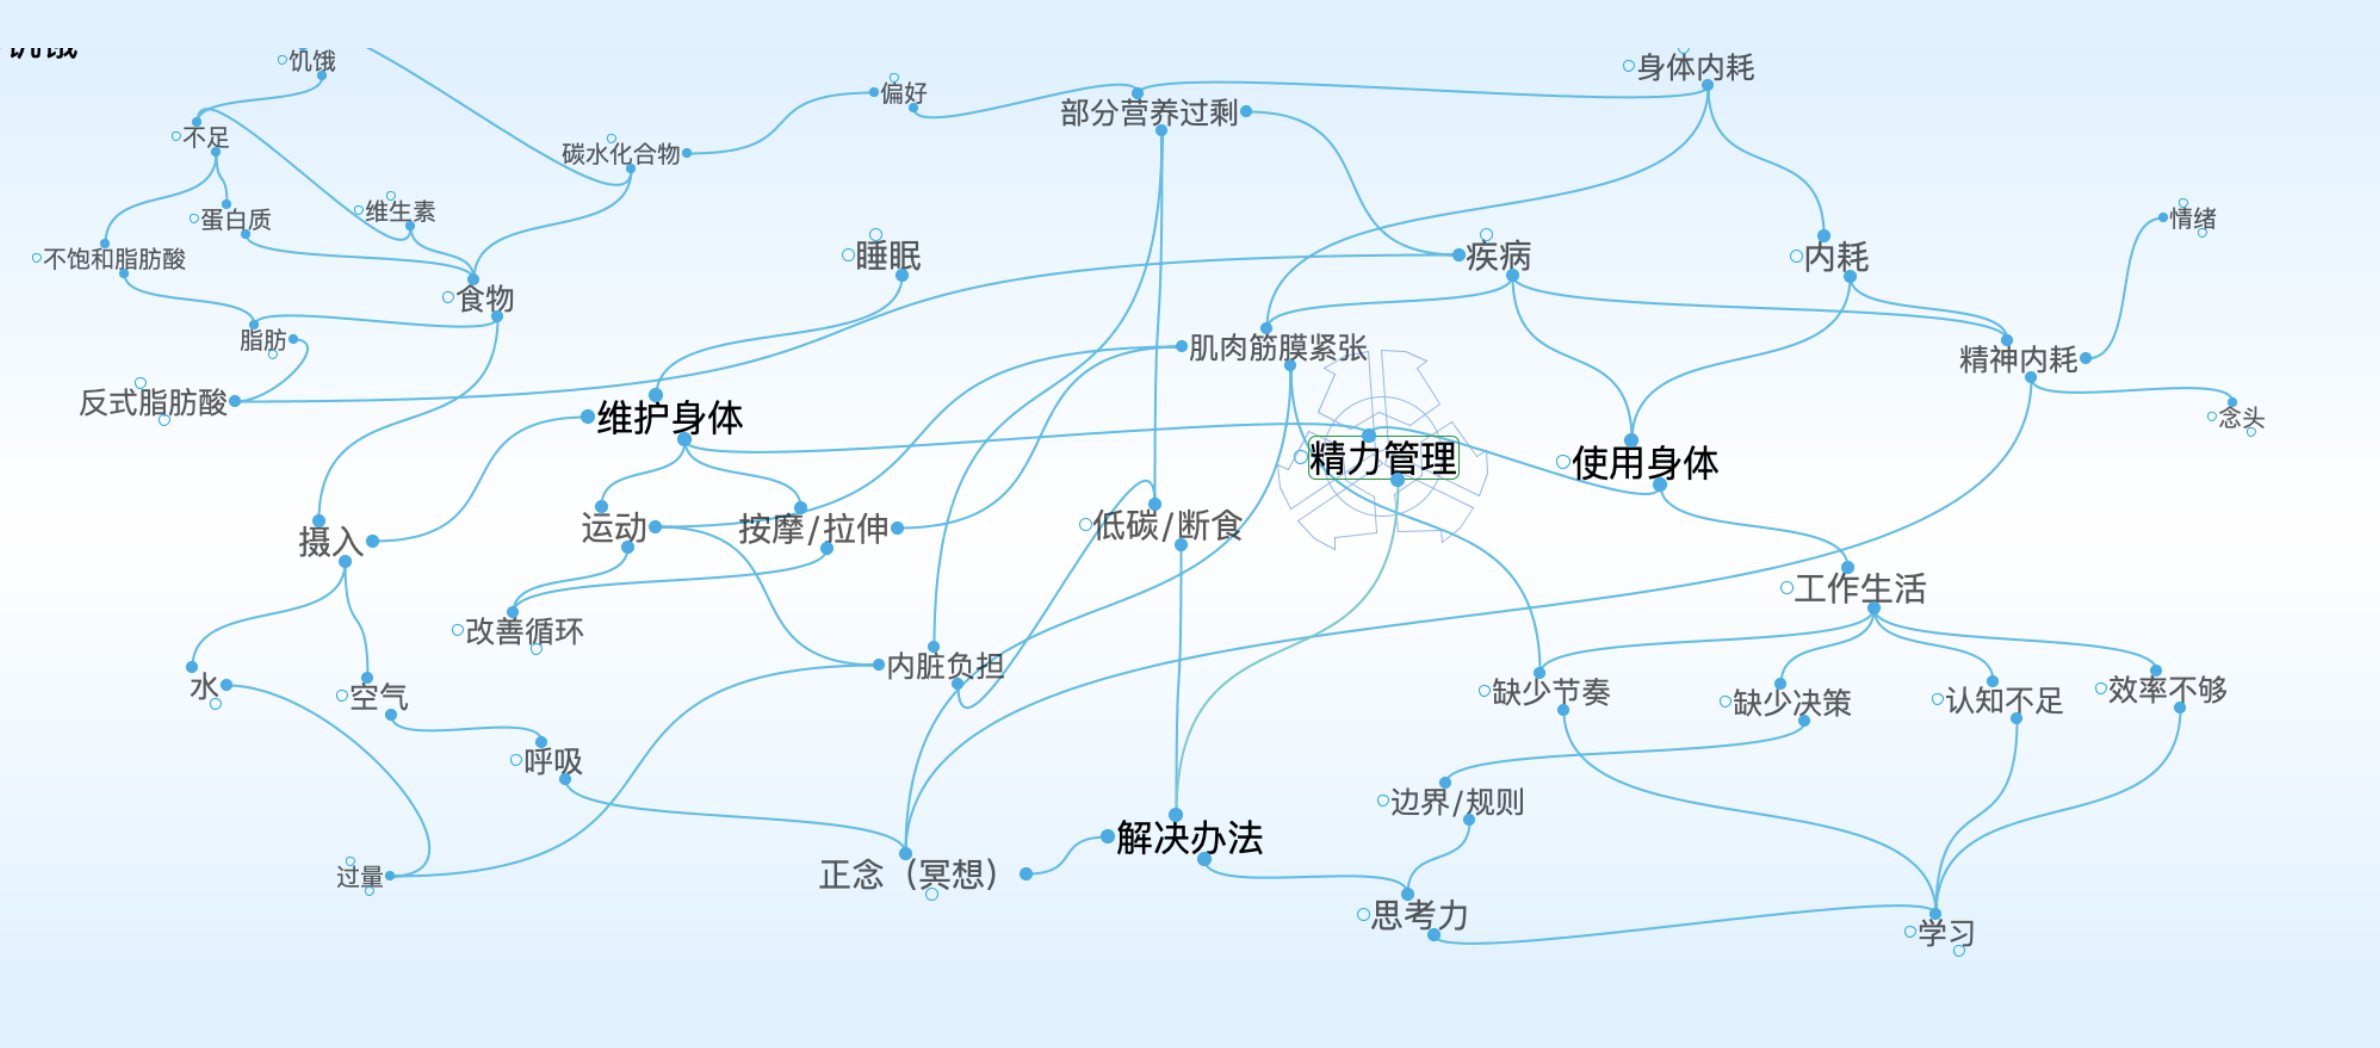 饥饿
饥饿
身体内耗
偏好
部分营养过剩
不足
碳水化合物
蛋白质
维生素
情绪
不饱和脂肪酸
睡眠
疾病
内耗
食物
脂肪
肌肉筋膜紧张
精神内耗
反式脂肪酸
维护身体
念头
精力管理
使用身体
摄入
运动
按摩/拉伸
低碳/断食
工作生活
改善循环
内脏负担
水
空气
缺少节奏
缺少决策
认知不足
效率不够
呼吸
边界/规则
解决办法
过量
正念（冥想）
思考力
学习